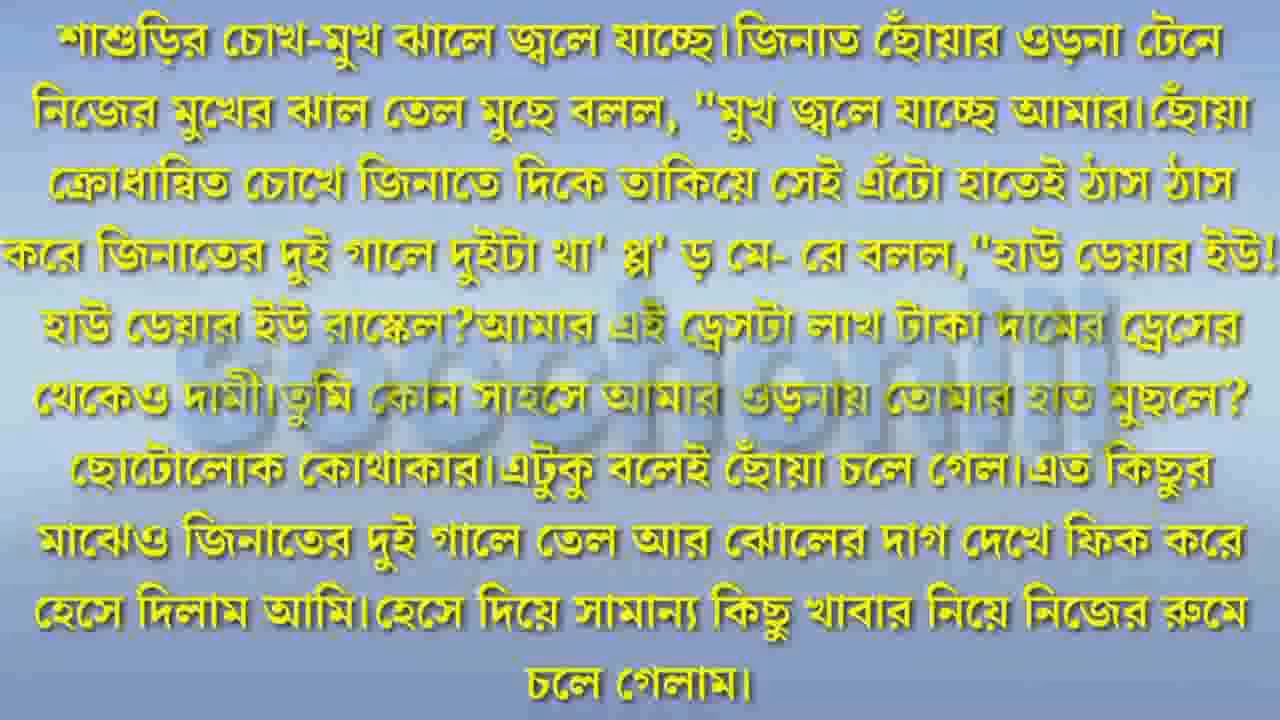 শাশুড়ির চোখ-মুখ ঝালে জ্বলে যাচ্ছে।জিনাত ছোঁয়ার ওড়না টেনে
নিজের মুখের ঝাল তেল মুছে বলল, "মুখ জ্বলে যাচ্ছে আমার।ছোঁয়া
ক্রোধান্বিত চোখে জিনাতে দিকে তাকিয়ে সেই এঁটো হাতেই ঠাস ঠাস
করে জিনাতের দুই গালে দুইটা থা' প্প' ড় মে- রে বলল,"হাউ ডেয়ার ইউ!
হাউ ডেয়ার ইউ রাস্কেল?আমার এই ড্রেসটা লাখ টাকা দামের ড্রেসের
থেকেও দামী।তুমি কোন সাহসে আমার ওড়নায় তোমার হাত মুছলে?
ছোটোলোক কোথাকার।এটুকু বলেই ছোঁয়া চলে গেল।এত কিছুর
মাঝেও জিনাতের দুই গালে তেল আর ঝোলের দাগ দেখে ফিক করে
হেসে দিলাম আমি।হেসে দিয়ে সামান্য কিছু খাবার নিয়ে নিজের রুমে
চলে গেলাম।